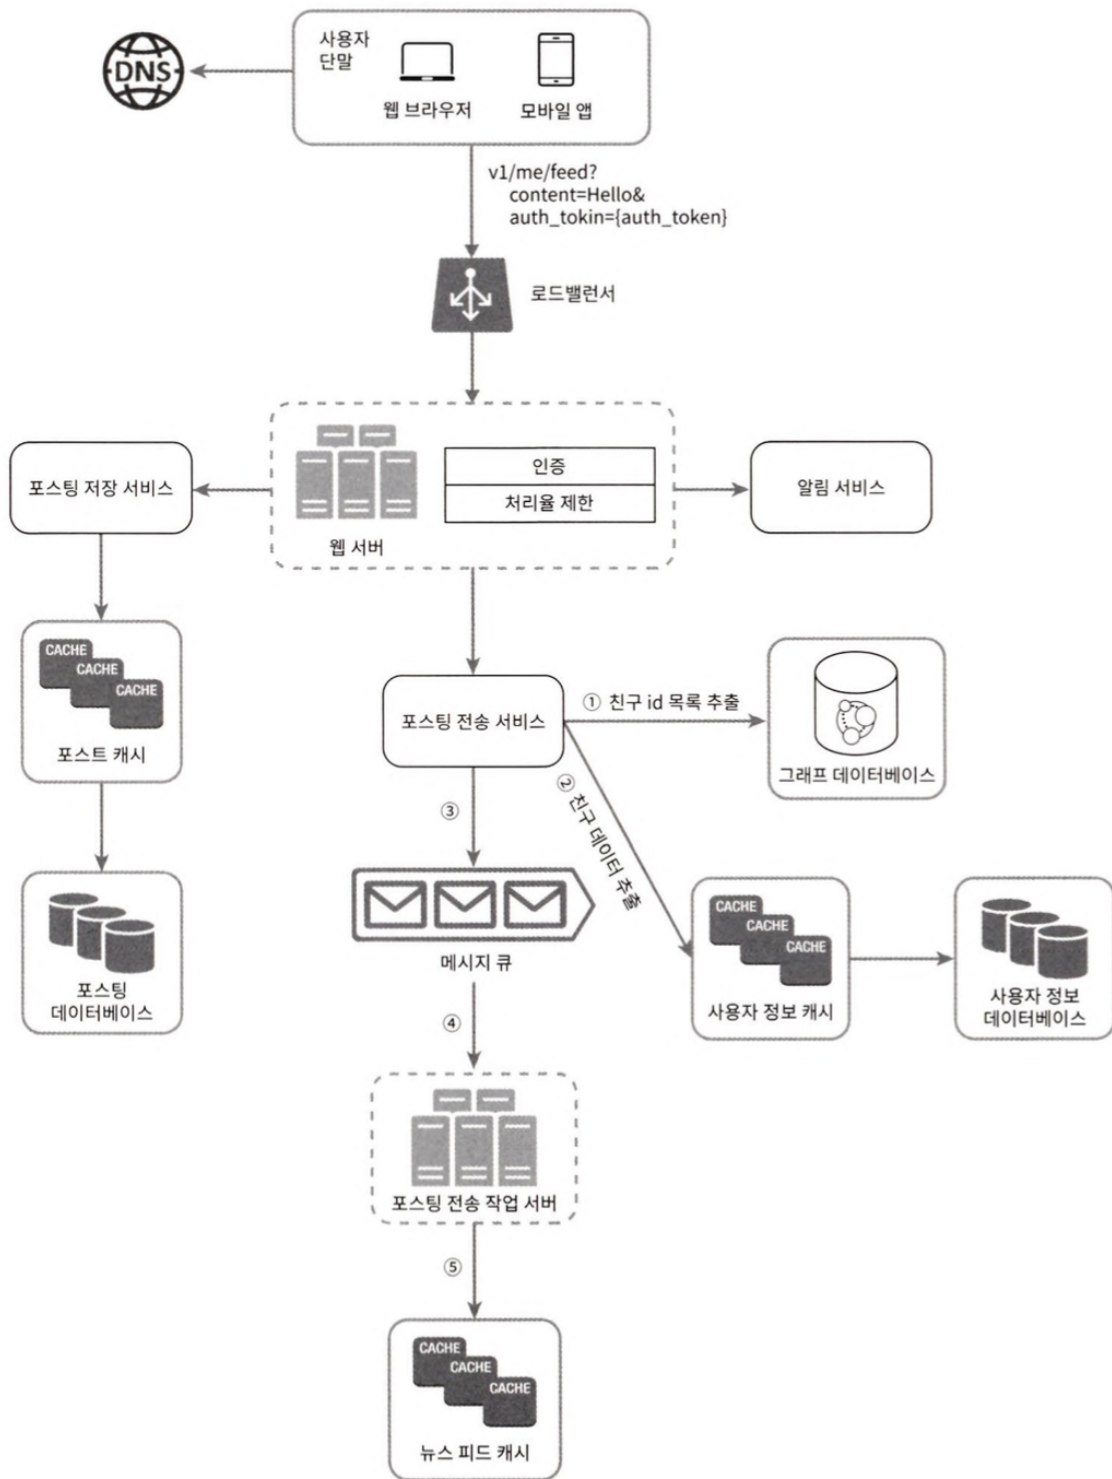 사용자
단말
DNS
웹 브라우저
모바일 앱
v1/me/feed?
content=Hello&
auth_tokin={auth_token}
로드밸런서
포스팅 저장 서비스
인증
처리율 제한
웹 서버
알림 서비스
CACHE
CACHE
CACHE
포스트 캐시
포스팅 전송 서비스
① 친구 id 목록 추출
그래프 데이터베이스
② 친구 데이터 추출
③
메시지 큐
포스팅
데이터베이스
CACHE
CACHE
CACHE
사용자 정보 캐시
사용자 정보
데이터베이스
④
포스팅 전송 작업 서버
⑤
CACHE
CACHE
CACHE
뉴스 피드 캐시